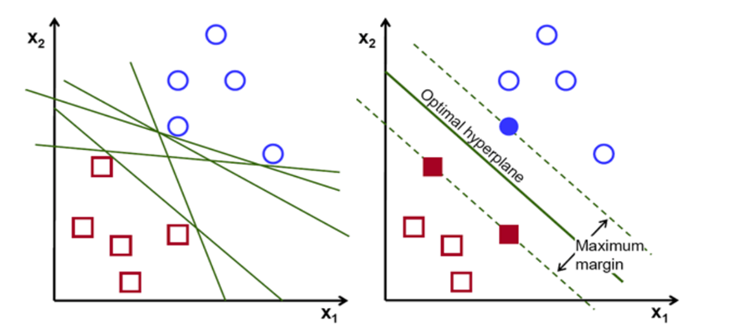 x2
x1
x2
Optimal hyperplane
Maximum
margin
x1